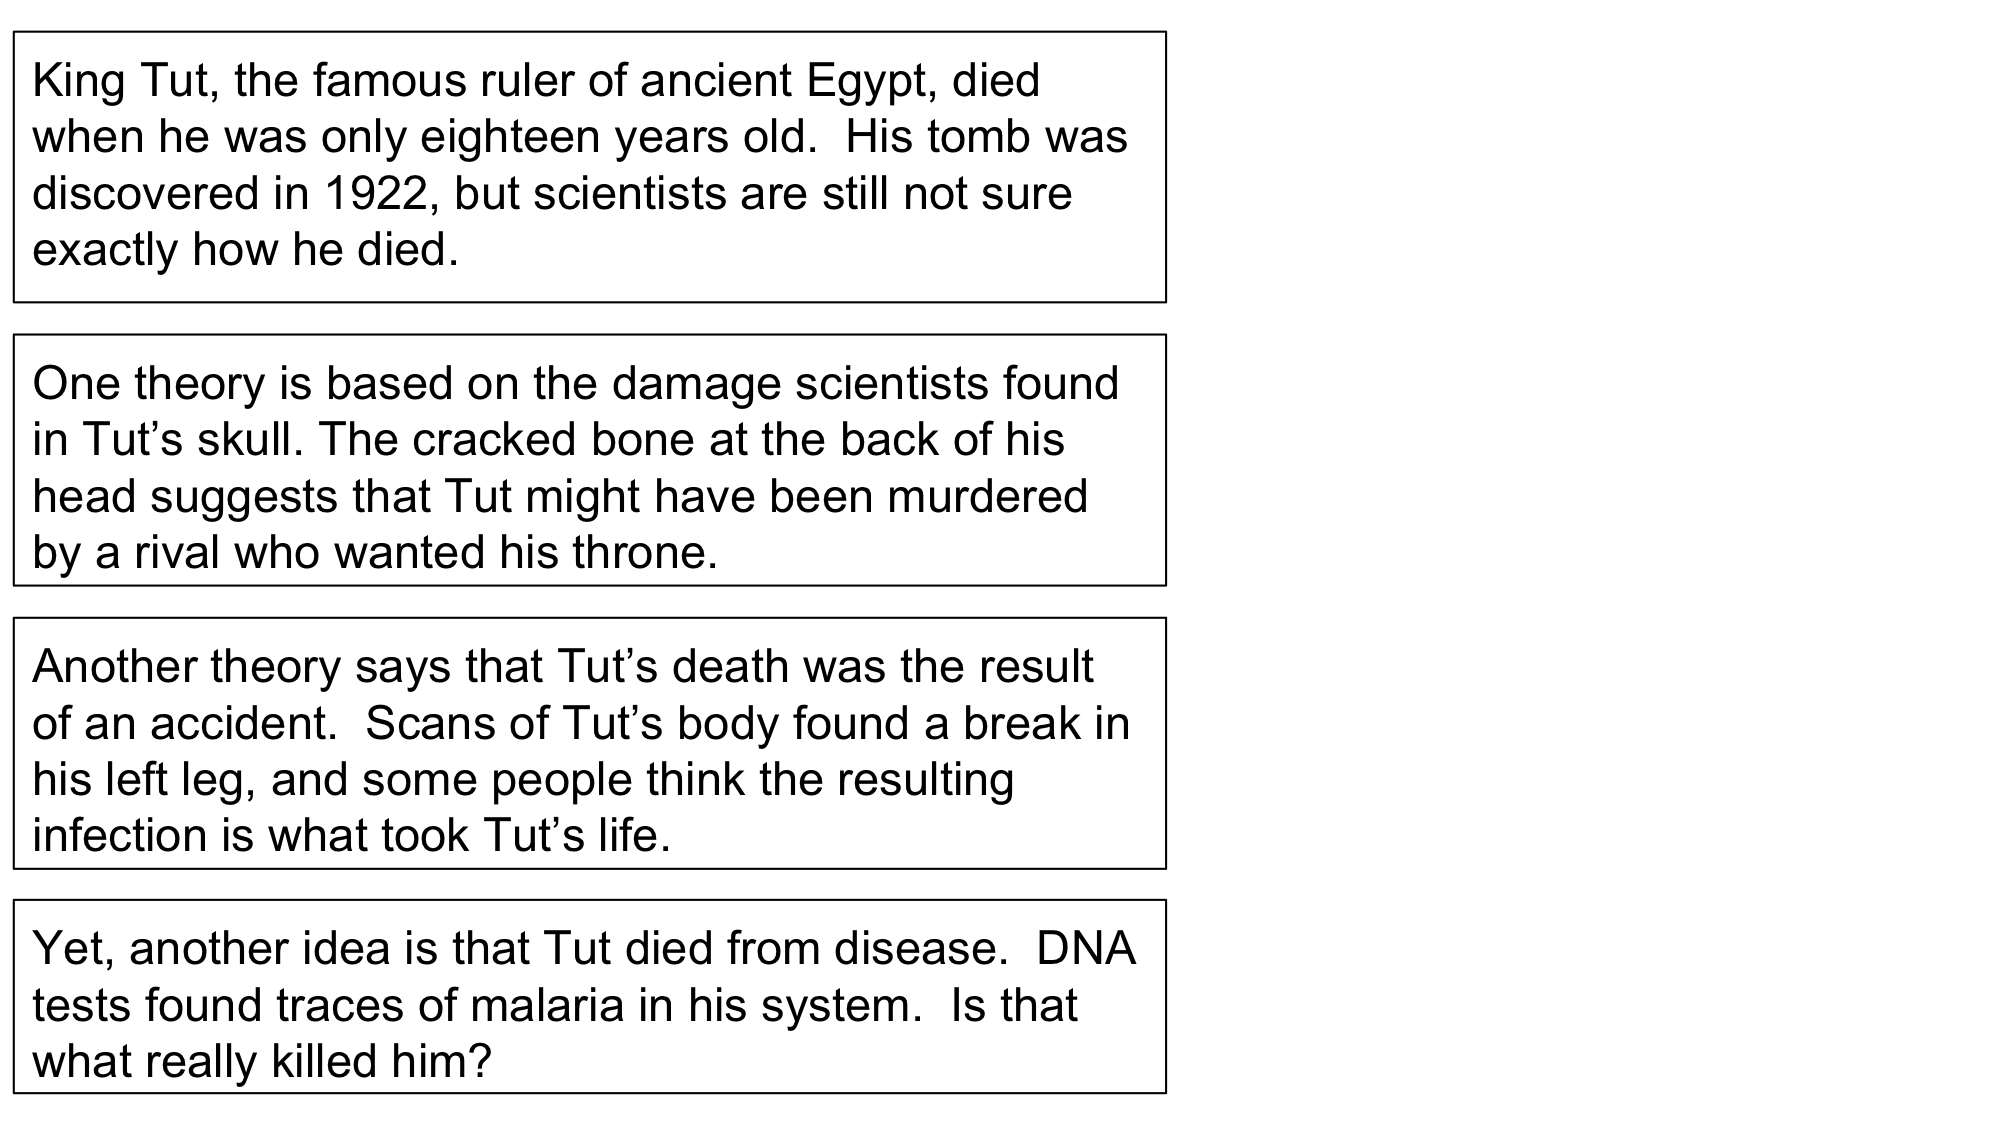 King Tut, the famous ruler of ancient Egypt, died
when he was only eighteen years old.  His tomb was
discovered in 1922, but scientists are still not sure
exactly how he died.
One theory is based on the damage scientists found
in Tut’s skull. The cracked bone at the back of his
head suggests that Tut might have been murdered
by a rival who wanted his throne.
Another theory says that Tut’s death was the result
of an accident.  Scans of Tut’s body found a break in
his left leg, and some people think the resulting
infection is what took Tut’s life.
Yet, another idea is that Tut died from disease.  DNA
tests found traces of malaria in his system.  Is that
what really killed him?